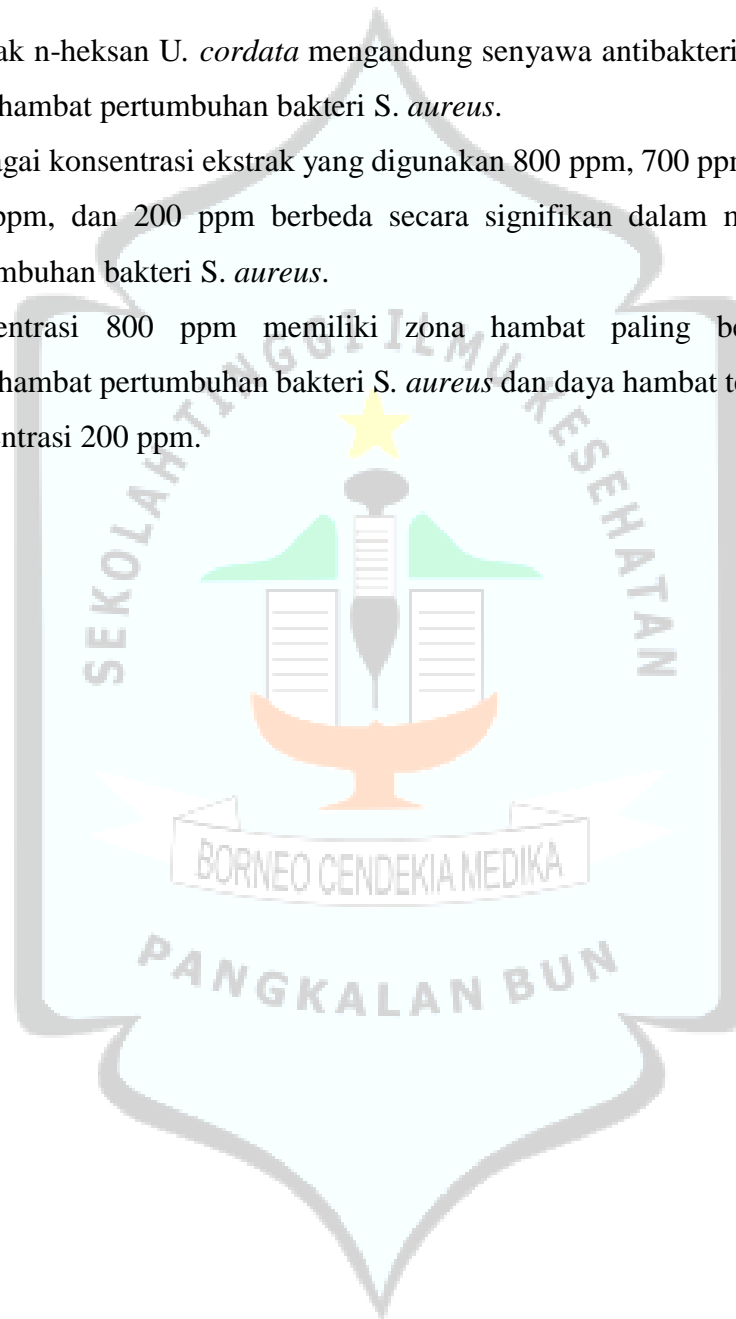 ak n-heksan U. cordata mengandung senyawa antibakteri
hambat pertumbuhan bakteri S. aureus.
agai konsentrasi ekstrak yang digunakan 800 ppm, 700 ppm
ppm, dan 200 ppm berbeda secara signifikan dalam m
mbuhan bakteri S. aureus.
entrasi 800 ppm memiliki zona hambat paling be
hambat pertumbuhan bakteri S. aureus dan daya hambat te
entrasi 200 ppm.
SEKOLAH TINGGI ILMU KESEHATAN
BORNEO CENDEKIA MEDIKA
PANGKALAN BUN